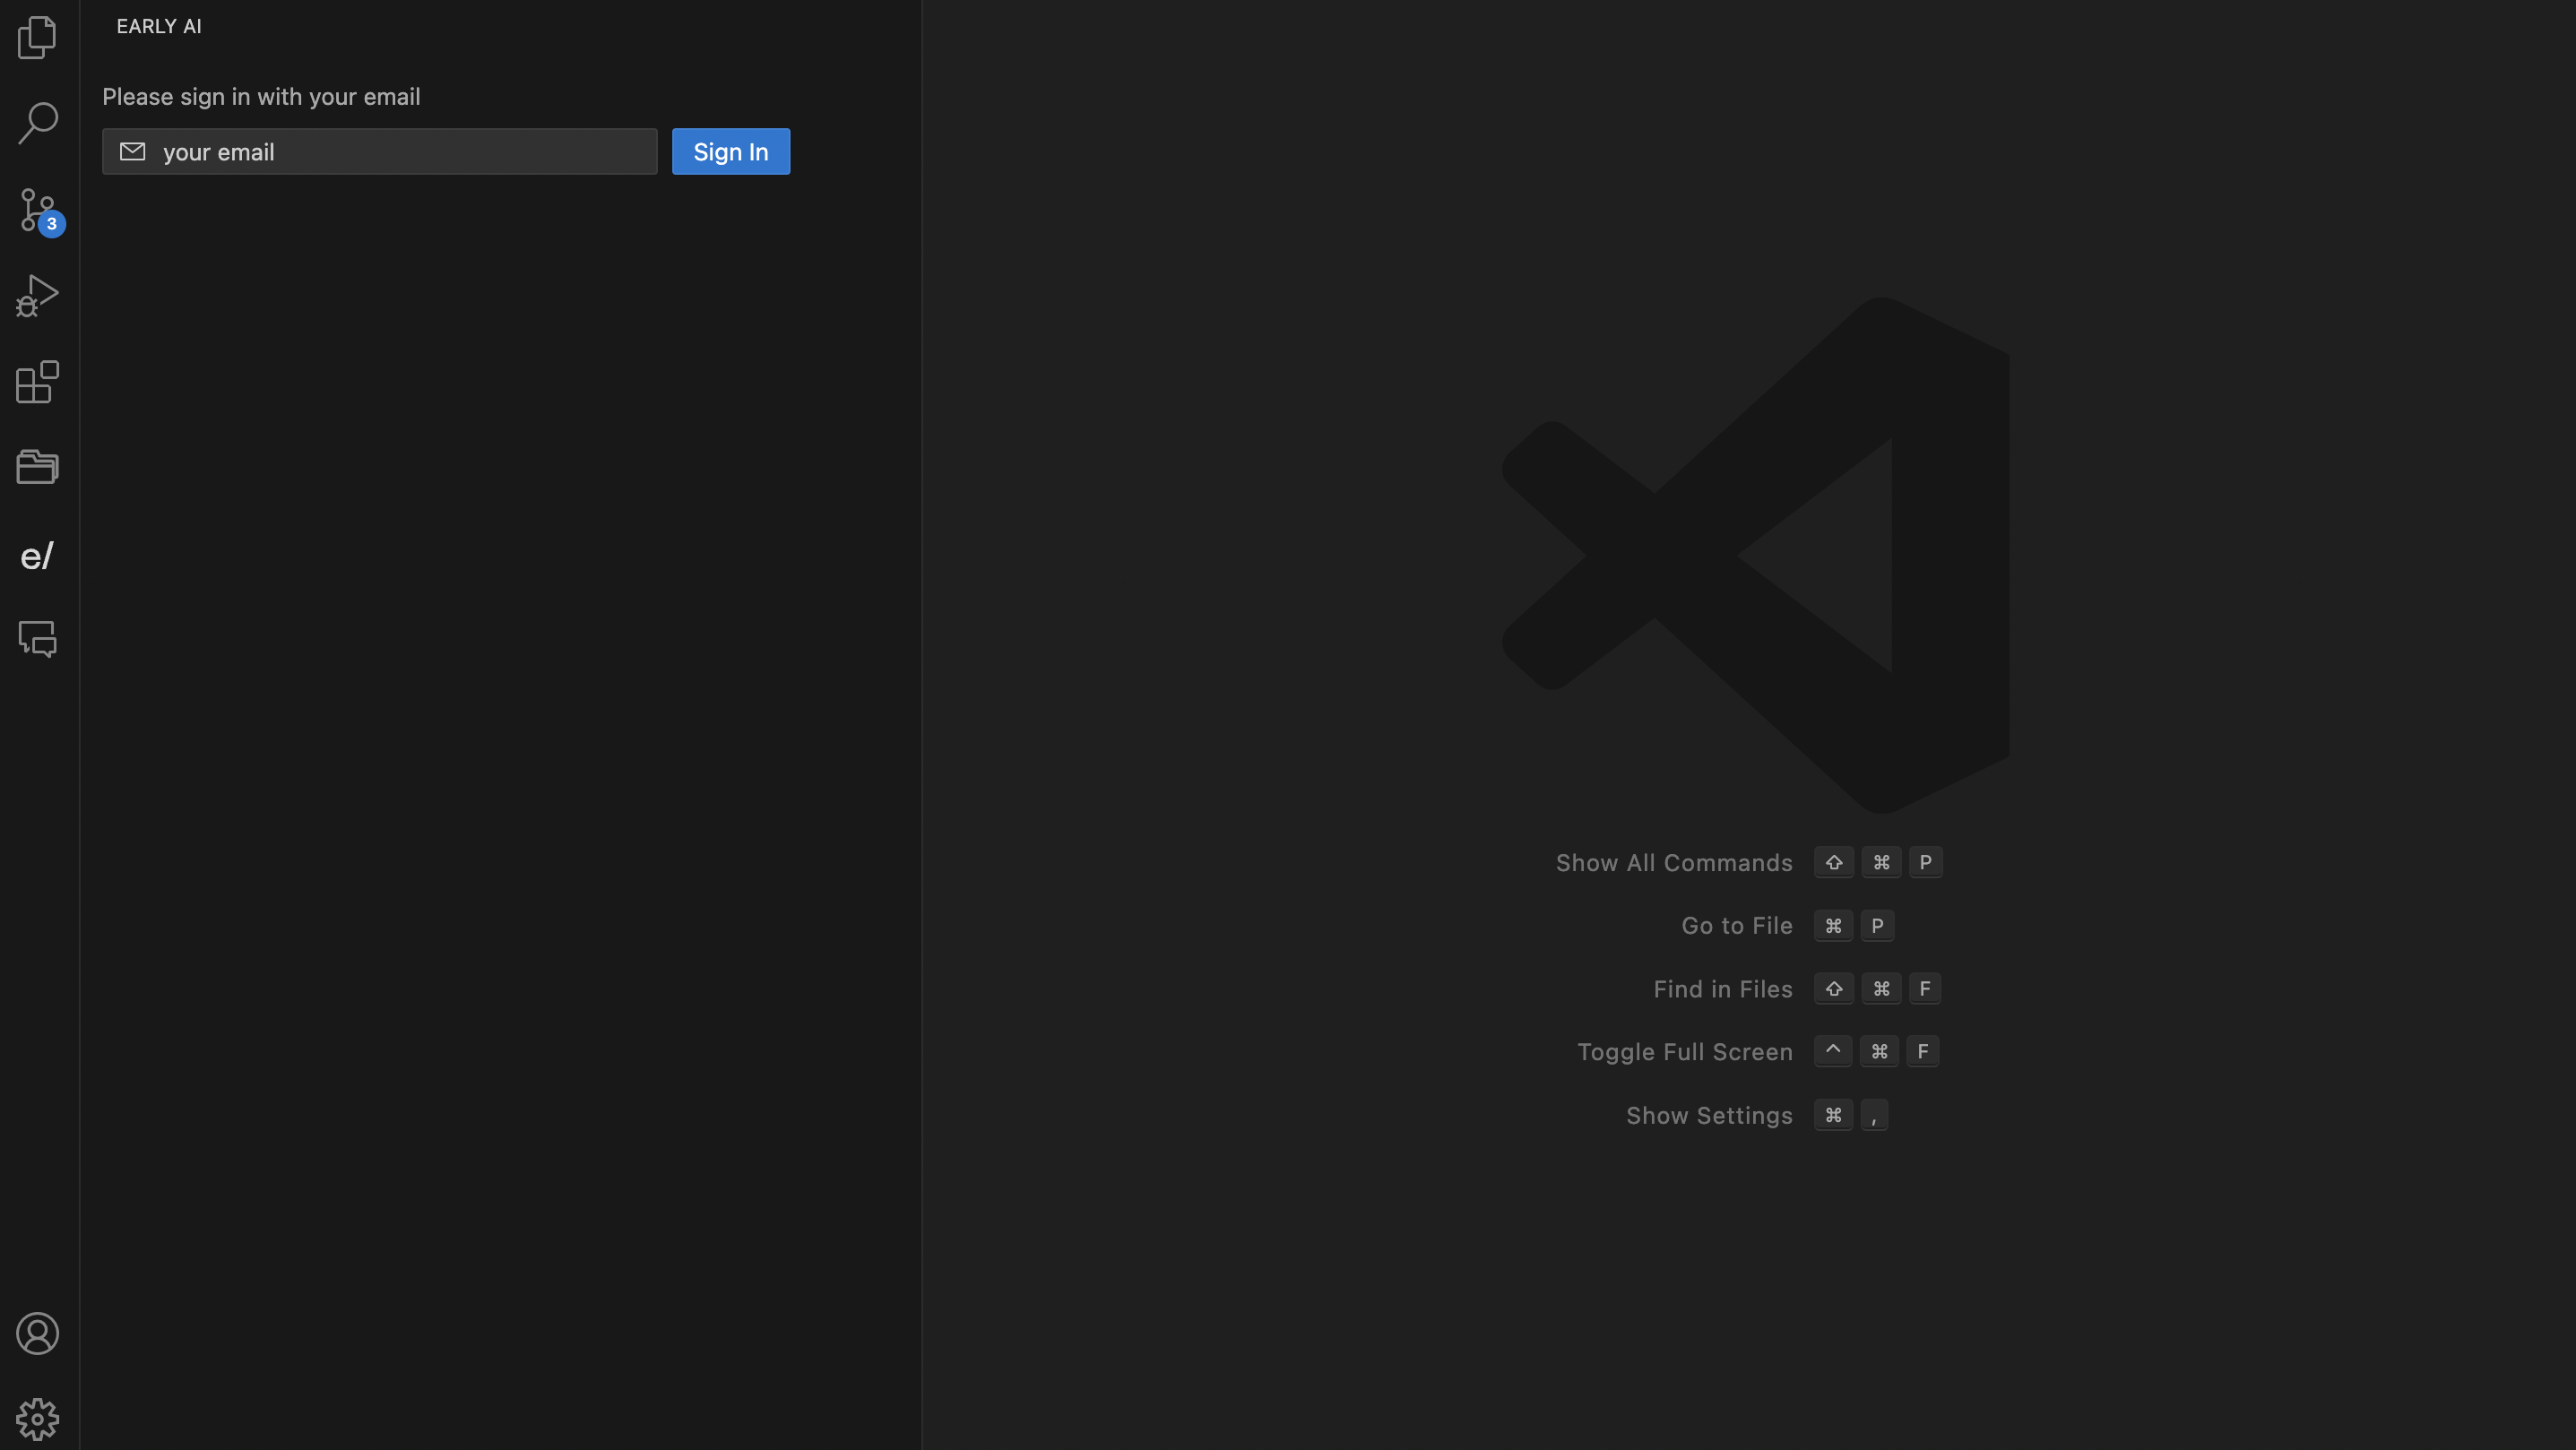 EARLY AI
Please sign in with your email
your email
Sign In
3
e/
Show All Commands ⇧ ⌘ P
Go to File ⌘ P
Find in Files ⇧ ⌘ F
Toggle Full Screen ^ ⌘ F
Show Settings ⌘ ,